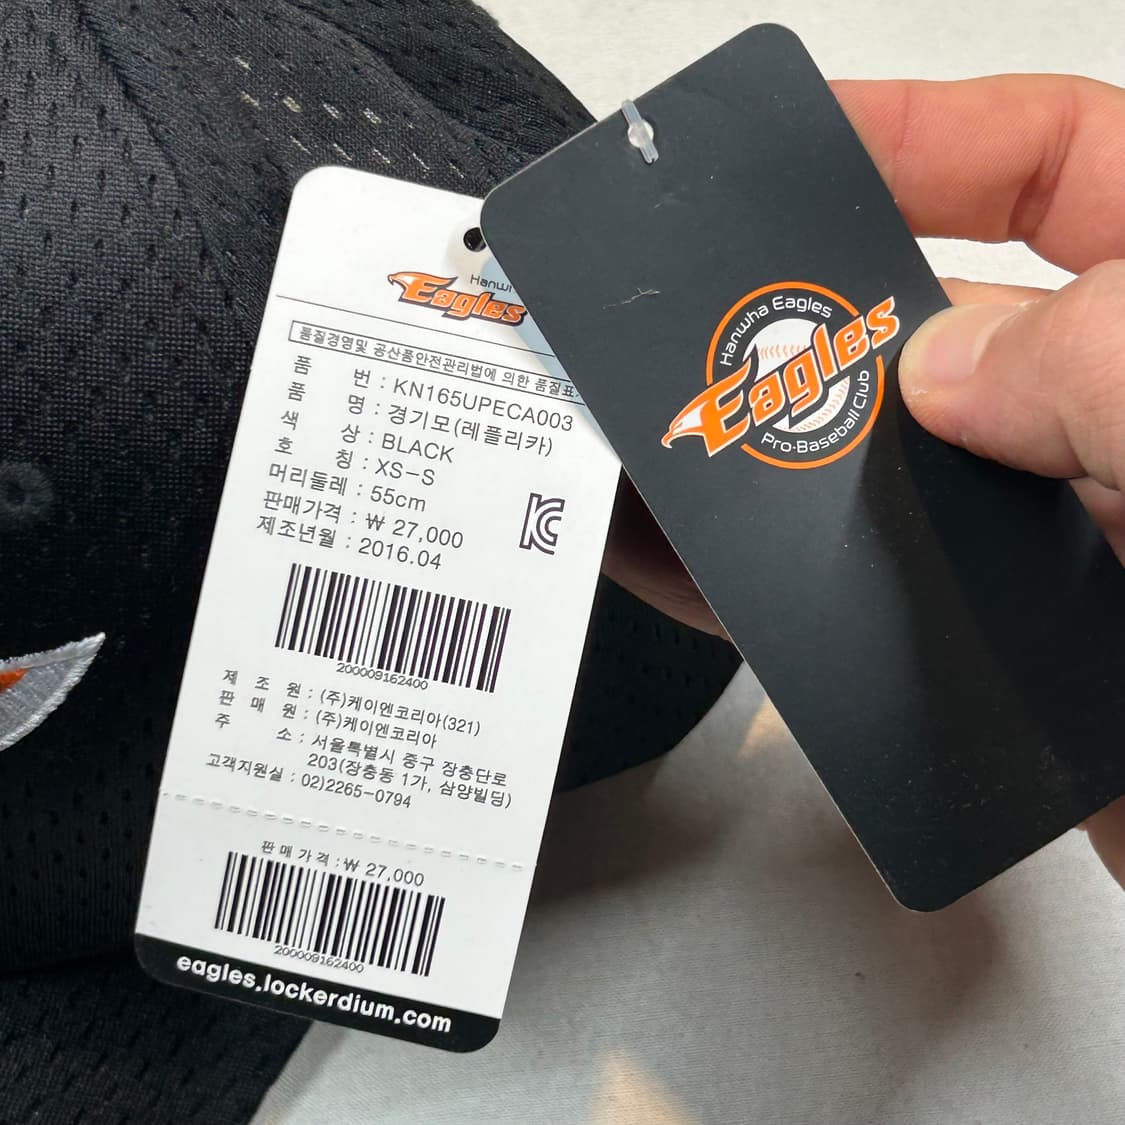 Eagles
품질경영및 공산품안전관리법에 의한 품질표
품 번 : KN165UPECA003
품 명 : 경기모(레플리카)
색 상 : BLACK
호 칭 : XS-S
머리둘레 : 55cm
판매가격 : ₩ 27,000
제조년월 : 2016.04
200009162400
제 조 원 : (주)케이엔코리아(321)
판 매 원 : (주)케이엔코리아
주 소 : 서울특별시 중구 장충단로
203(장충동 1가, 삼양빌딩)
고객지원실 : 02)2265-0794
판매가격 : ₩ 27,000
200009162400
eagles.lockerdium.com
Hanwha Eagles
Eagles
Pro-Baseball Club